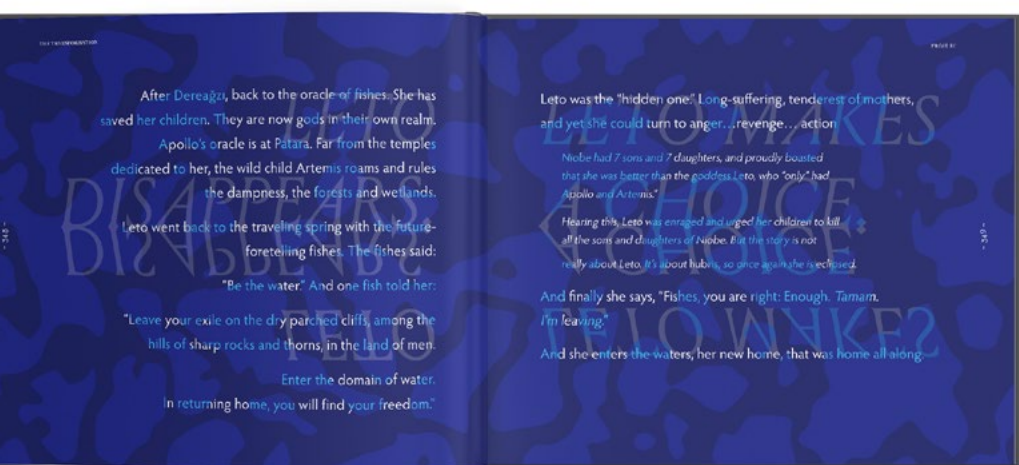 LETO
DISAPPEARS:
After Dereağzı, back to the oracle of fishes. She has
saved her children. They are now gods in their own realm.
Apollo's oracle is at Patara. Far from the temples
dedicated to her, the wild child Artemis roams and rules
the dampness, the forests and wetlands.
Leto went back to the traveling spring with the future-
foretelling fishes. The fishes said:
"Be the water." And one fish told her:
"Leave your exile on the dry parched cliffs, among the
hills of sharp rocks and thorns, in the land of men.
Enter the domain of water.
In returning home, you will find your freedom."
- 348 -
LETO MAKES
A CHOICE:
Leto was the "hidden one." Long-suffering, tenderest of mothers,
and yet she could turn to anger...revenge... action
Niobe had 7 sons and 7 daughters, and proudly boasted
that she was better than the goddess Leto, who "only" had
Apollo and Artemis."
Hearing this, Leto was enraged and urged her children to kill
all the sons and daughters of Niobe. But the story is not
really about Leto. It's about hubris, so once again she is eclipsed.
And finally she says, "Fishes, you are right: Enough. Tamam.
I'm leaving."
And she enters the waters, her new home, that was home all along.
- 349 -